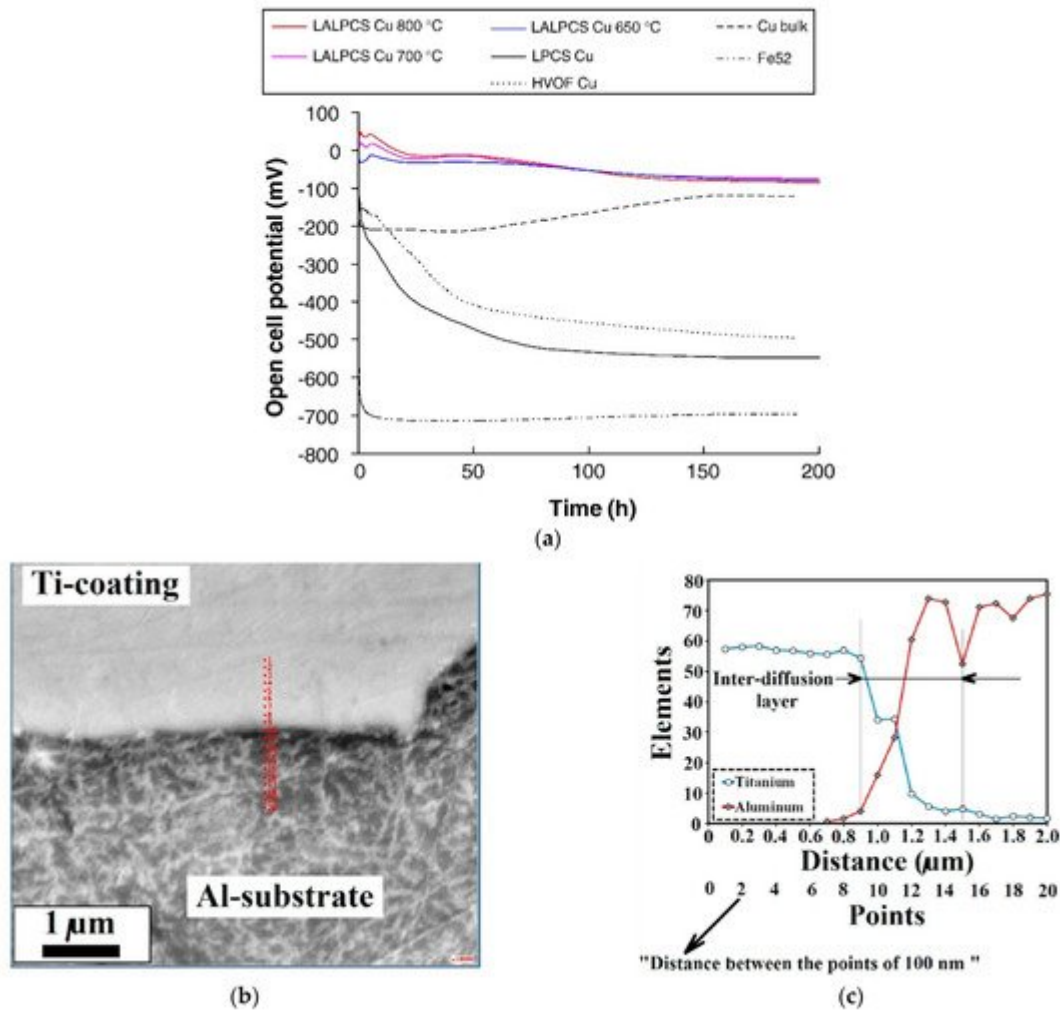 LALPCS Cu 800 °C LALPCS Cu 650 °C Cu bulk
LALPCS Cu 700 °C LPCS Cu Fe52
HVOF Cu
100
0
-100
-200
-300
-400
-500
-600
-700
-800
Open cell potential (mV)
0 50 100 150 200
Time (h)
(a)
Ti-coating
Al-substrate
1 μm
(b)
80
70
60
50
40
30
20
10
0
Elements
Inter-diffusion
layer
Titanium
Aluminum
0 0.2 0.4 0.6 0.8 1.0 1.2 1.4 1.6 1.8 2.0
Distance (μm)
0 2 4 6 8 10 12 14 16 18 20
Points
"Distance between the points of 100 nm "
(c)